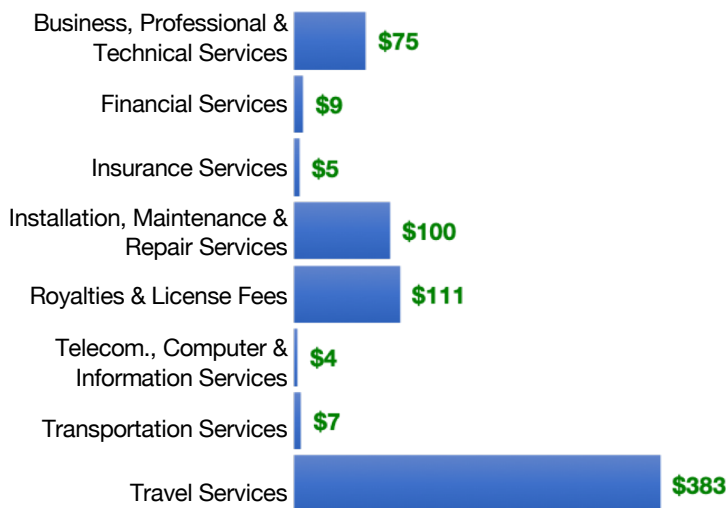 Business, Professional &
Technical Services
$75
Financial Services
$9
Insurance Services
$5
Installation, Maintenance &
Repair Services
$100
Royalties & License Fees
$111
Telecom., Computer &
Information Services
$4
Transportation Services
$7
Travel Services
$383